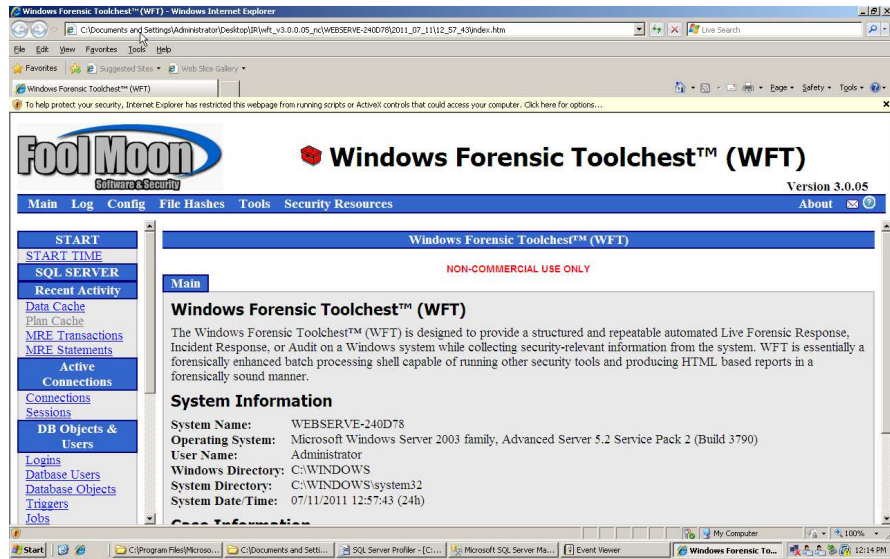 Windows Forensic Toolchest™ (WFT) - Windows Internet Explorer
C:\Documents and Settings\Administrator\Desktop\IR\wft_v3.0.0.05_nc\WEBSERVE-240D78\2011_07_11\12_57_43\index.htm
Live Search
File Edit View Favorites Tools Help
Favorites Suggested Sites Web Slice Gallery
Windows Forensic Toolchest™ (WFT)
Page Safety Tools
To help protect your security, Internet Explorer has restricted this webpage from running scripts or ActiveX controls that could access your computer. Click here for options...
Fool Moon
Software & Security
Windows Forensic Toolchest™ (WFT)
Version 3.0.05
Main Log Config File Hashes Tools Security Resources About
START
START TIME
SQL SERVER
Recent Activity
Data Cache
Plan Cache
MRE Transactions
MRE Statements
Active
Connections
Connections
Sessions
DB Objects &
Users
Logins
Datbase Users
Database Objects
Triggers
Jobs
Windows Forensic Toolchest™ (WFT)
NON-COMMERCIAL USE ONLY
Main
Windows Forensic Toolchest™ (WFT)
The Windows Forensic Toolchest™ (WFT) is designed to provide a structured and repeatable automated Live Forensic Response,
Incident Response, or Audit on a Windows system while collecting security-relevant information from the system. WFT is essentially a
forensically enhanced batch processing shell capable of running other security tools and producing HTML based reports in a
forensically sound manner.
System Information
System Name: WEBSERVE-240D78
Operating System: Microsoft Windows Server 2003 family, Advanced Server 5.2 Service Pack 2 (Build 3790)
User Name: Administrator
Windows Directory: C:\WINDOWS
System Directory: C:\WINDOWS\system32
System Date/Time: 07/11/2011 12:57:43 (24h)
Case Information
My Computer 100%
Start C:\Program Files\Microso... C:\Documents and Setti... SQL Server Profiler - [C:... Microsoft SQL Server Ma... Event Viewer Windows Forensic To... 12:14 PM